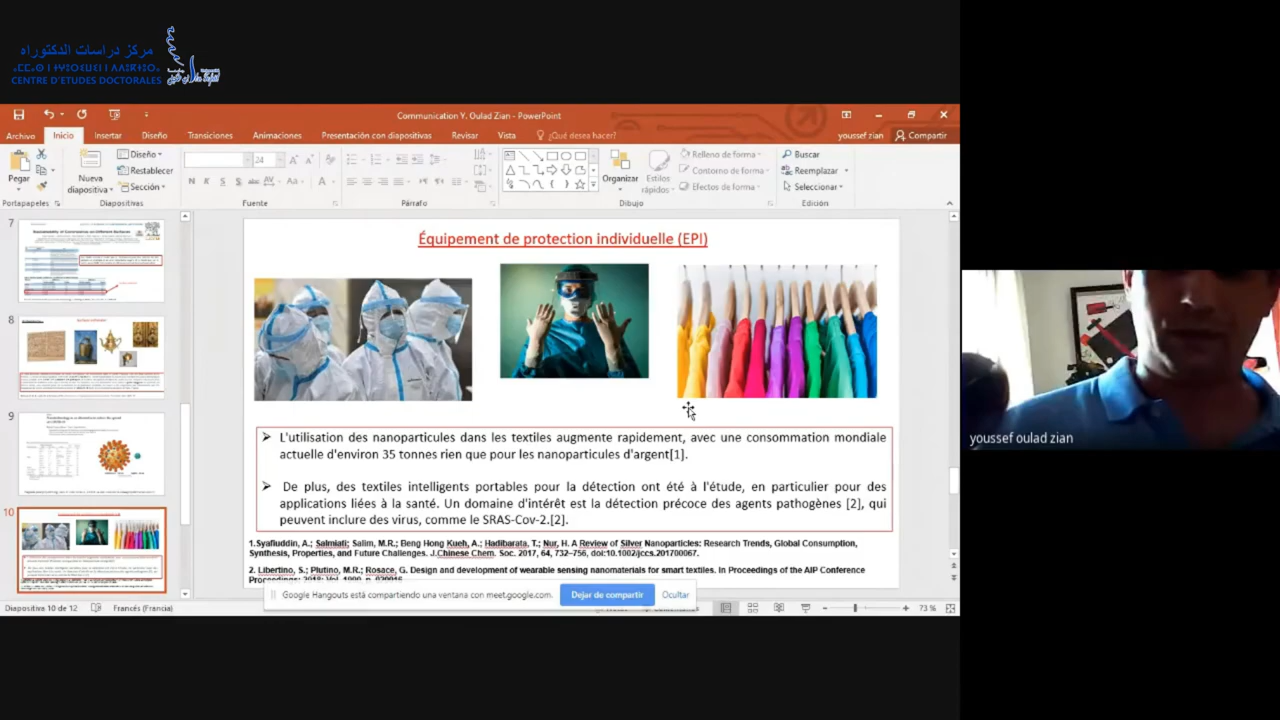 مركز دراسات الدكتوراه
CENTRE D'ETUDES DOCTORALES
Communication Y. Oulad Zian - PowerPoint
Archivo Inicio Insertar Diseño Transiciones Animaciones Presentación con diapositivas Revisar Vista ¿Qué desea hacer? youssef zian Compartir
Pegar
Nueva diapositiva
Diseño
Restablecer
Sección
24
N K S S abc AV Aa A
Organizar
Estilos rápidos
Relleno de forma
Contorno de forma
Efectos de forma
Buscar
Reemplazar
Seleccionar
Portapapeles Diapositivas Fuente Párrafo Dibujo Edición
7
8
9
10
Équipement de protection individuelle (EPI)
➢ L'utilisation des nanoparticules dans les textiles augmente rapidement, avec une consommation mondiale
actuelle d'environ 35 tonnes rien que pour les nanoparticules d'argent[1].
➢ De plus, des textiles intelligents portables pour la détection ont été à l'étude, en particulier pour des
applications liées à la santé. Un domaine d'intérêt est la détection précoce des agents pathogènes [2], qui
peuvent inclure des virus, comme le SRAS-Cov-2.[2].
1.Syafiuddin, A.; Salmiati; Salim, M.R.; Beng Hong Kueh, A.; Hadibarata, T.; Nur, H. A Review of Silver Nanoparticles: Research Trends, Global Consumption,
Synthesis, Properties, and Future Challenges. J.Chinese Chem. Soc. 2017, 64, 732–756, doi:10.1002/jccs.201700067.
2. Libertino, S.; Plutino, M.R.; Rosace, G. Design and development of wearable sensing nanomaterials for smart textiles. In Proceedings of the AIP Conference
Google Hangouts está compartiendo una ventana con meet.google.com. Dejar de compartir Ocultar
Diapositiva 10 de 12 Francés (Francia) 73 %
youssef oulad zian